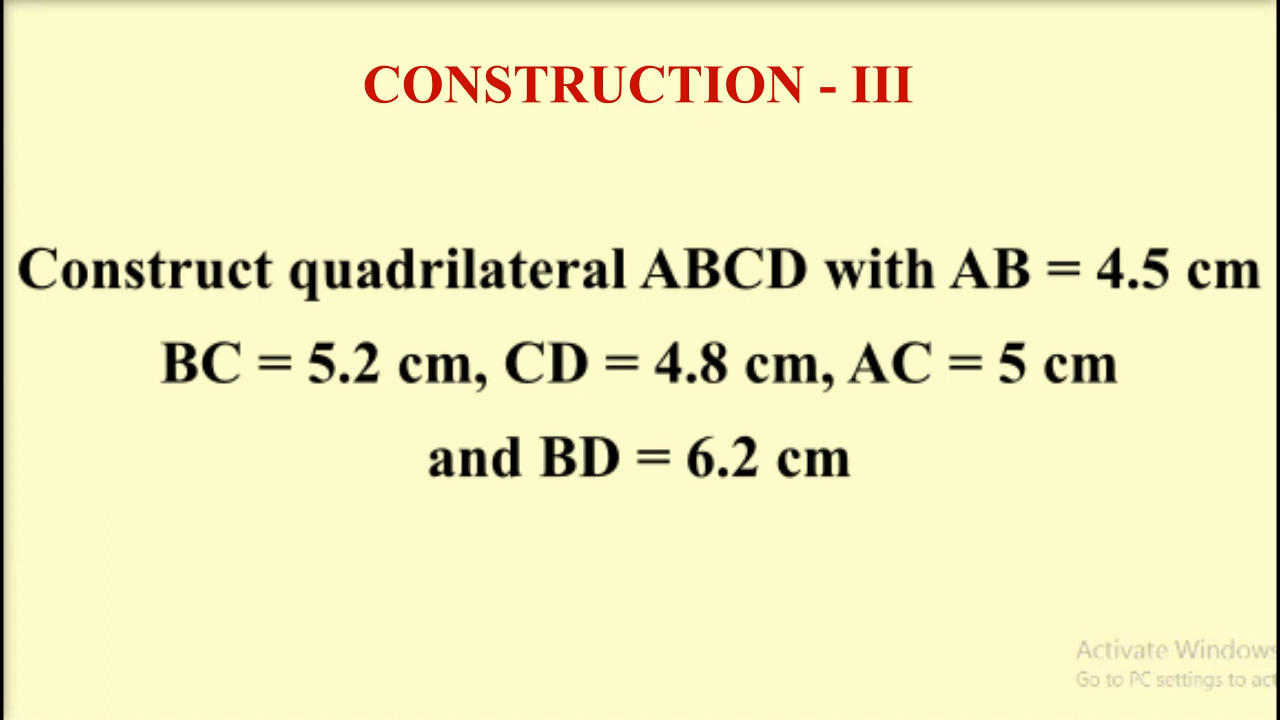 CONSTRUCTION - III
Construct quadrilateral ABCD with AB = 4.5 cm
BC = 5.2 cm, CD = 4.8 cm, AC = 5 cm
and BD = 6.2 cm
Activate Windows
Go to PC settings to act